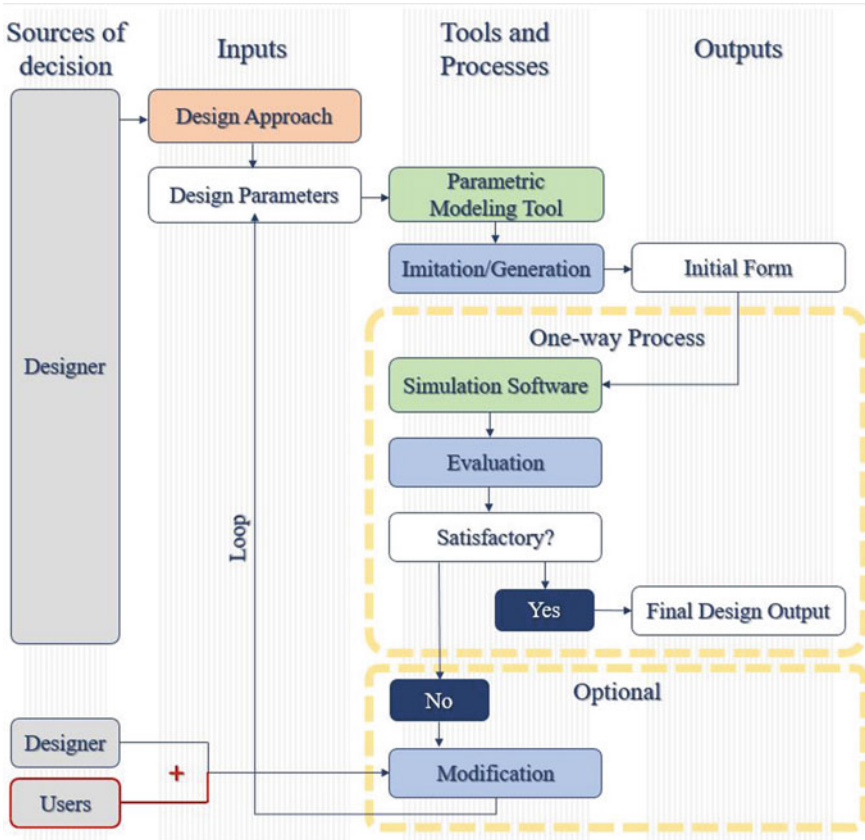 Sources of
decision
Inputs
Tools and
Processes
Outputs
Design Approach
Design Parameters
Parametric
Modeling Tool
Imitation/Generation
Initial Form
One-way Process
Designer
Simulation Software
Evaluation
Loop
Satisfactory?
Yes
Final Design Output
No
Optional
Designer
+
Users
Modification